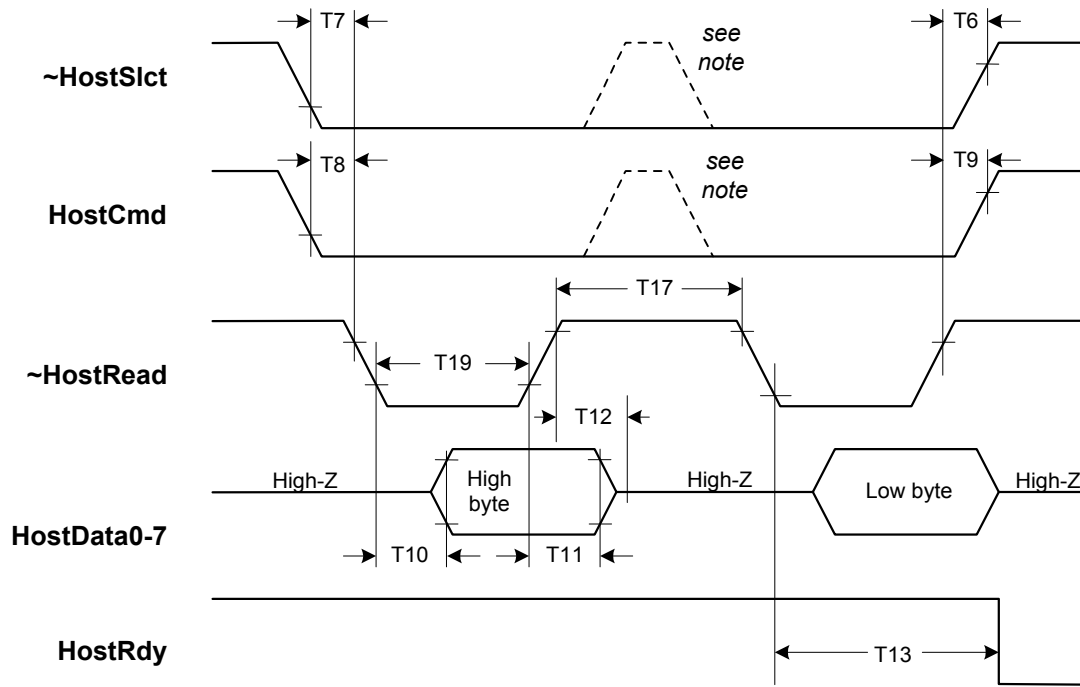 T7
T6
see
note
~HostSlct
T8
T9
see
note
HostCmd
T17
~HostRead
T19
T12
High-Z
High
byte
High-Z
Low byte
High-Z
HostData0-7
T10
T11
HostRdy
T13